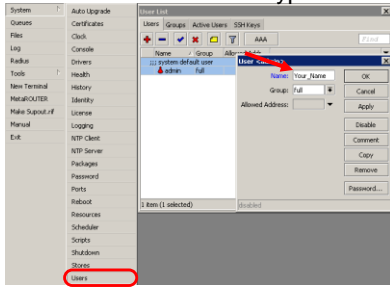 System
Queues
Files
Log
Radius
Tools
New Terminal
MetaROUTER
Make Supout.rif
Manual
Exit
Auto Upgrade
Certificates
Clock
Console
Drivers
Health
History
Identity
License
Logging
NTP Client
NTP Server
Packages
Password
Ports
Reboot
Resources
Scheduler
Scripts
Shutdown
Stores
Users
User List
Users Groups Active Users SSH Keys
AAA Find
Name Group
;;; system default user
admin full
1 item (1 selected)
User <admin>
Name: Your_Name
Group: full
Allowed Address:
OK
Cancel
Apply
Disable
Comment
Copy
Remove
Password...
disabled